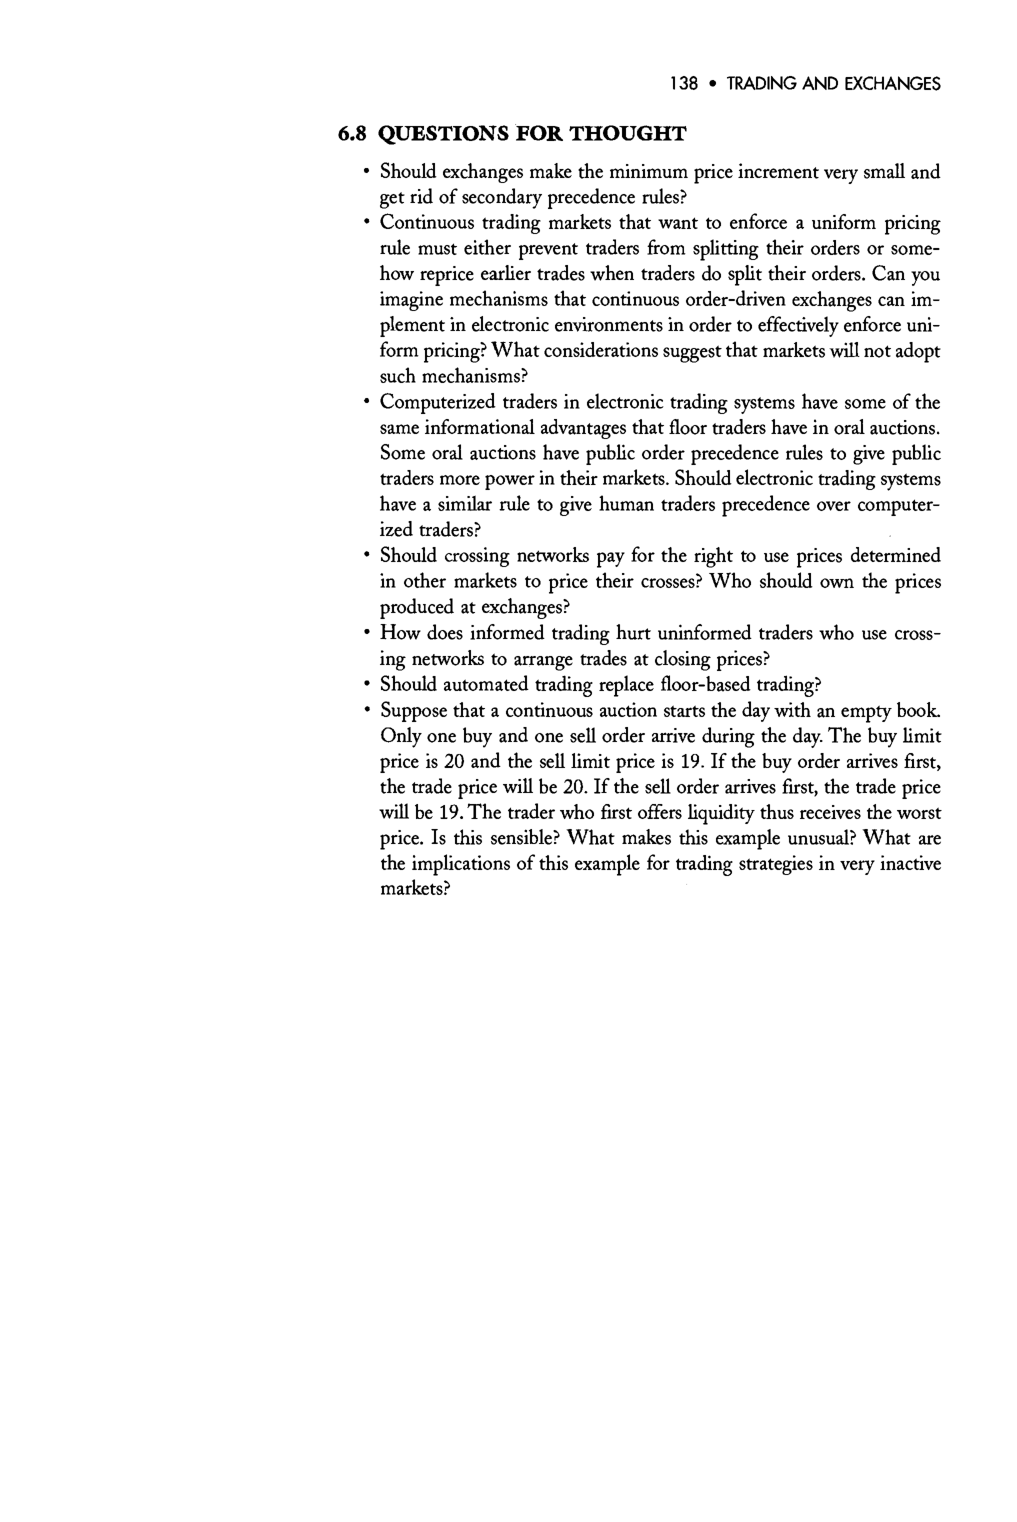 138 • TRADING AND EXCHANGES
6.8 QUESTIONS FOR THOUGHT
• Should exchanges make the minimum price increment very small and
get rid of secondary precedence rules?
• Continuous trading markets that want to enforce a uniform pricing
rule must either prevent traders from splitting their orders or some-
how reprice earlier trades when traders do split their orders. Can you
imagine mechanisms that continuous order-driven exchanges can im-
plement in electronic environments in order to effectively enforce uni-
form pricing? What considerations suggest that markets will not adopt
such mechanisms?
• Computerized traders in electronic trading systems have some of the
same informational advantages that floor traders have in oral auctions.
Some oral auctions have public order precedence rules to give public
traders more power in their markets. Should electronic trading systems
have a similar rule to give human traders precedence over computer-
ized traders?
• Should crossing networks pay for the right to use prices determined
in other markets to price their crosses? Who should own the prices
produced at exchanges?
• How does informed trading hurt uninformed traders who use cross-
ing networks to arrange trades at closing prices?
• Should automated trading replace floor-based trading?
• Suppose that a continuous auction starts the day with an empty book.
Only one buy and one sell order arrive during the day. The buy limit
price is 20 and the sell limit price is 19. If the buy order arrives first,
the trade price will be 20. If the sell order arrives first, the trade price
will be 19. The trader who first offers liquidity thus receives the worst
price. Is this sensible? What makes this example unusual? What are
the implications of this example for trading strategies in very inactive
markets?